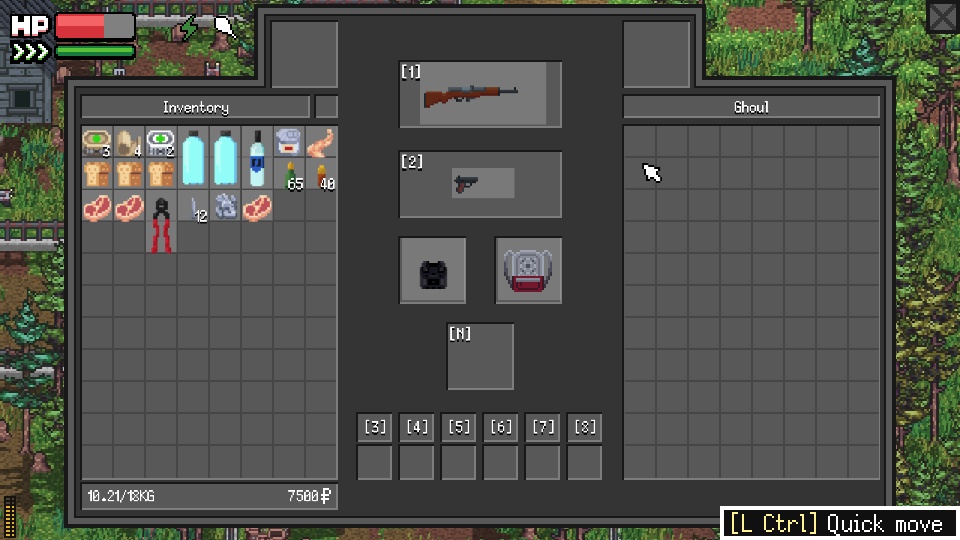 HP
[1]
Inventory
Ghoul
3
4
2
[2]
65
40
12
[N]
[3] [4] [5] [6] [7] [8]
10.21/18KG
7500₽
[L Ctrl] Quick move